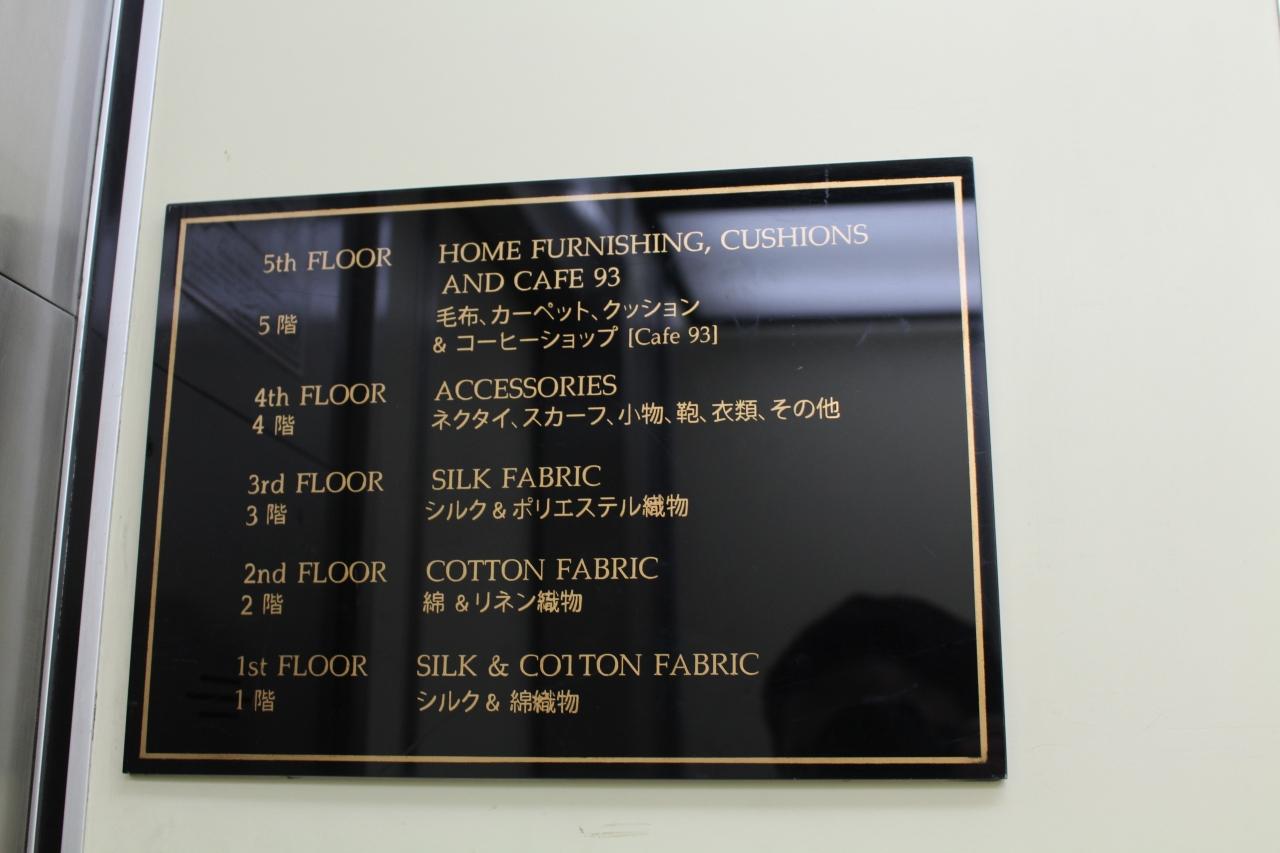 5th FLOOR HOME FURNISHING, CUSHIONS
AND CAFE 93
5 階 毛布、カーペット、クッション
& コーヒーショップ [Cafe 93]
4th FLOOR ACCESSORIES
4 階 ネクタイ、スカーフ、小物、鞄、衣類、その他
3rd FLOOR SILK FABRIC
3 階 シルク & ポリエステル織物
2nd FLOOR COTTON FABRIC
2 階 綿 & リネン織物
1st FLOOR SILK & COTTON FABRIC
1 階 シルク & 綿織物